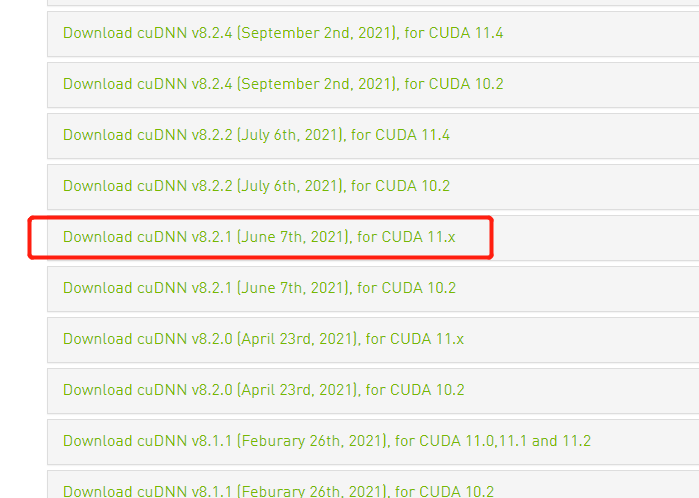 Download cuDNN v8.2.4 (September 2nd, 2021), for CUDA 11.4
Download cuDNN v8.2.4 (September 2nd, 2021), for CUDA 10.2
Download cuDNN v8.2.2 (July 6th, 2021), for CUDA 11.4
Download cuDNN v8.2.2 (July 6th, 2021), for CUDA 10.2
Download cuDNN v8.2.1 (June 7th, 2021), for CUDA 11.x
Download cuDNN v8.2.1 (June 7th, 2021), for CUDA 10.2
Download cuDNN v8.2.0 (April 23rd, 2021), for CUDA 11.x
Download cuDNN v8.2.0 (April 23rd, 2021), for CUDA 10.2
Download cuDNN v8.1.1 (Feburary 26th, 2021), for CUDA 11.0,11.1 and 11.2
Download cuDNN v8.1.1 (Feburary 26th, 2021), for CUDA 10.2